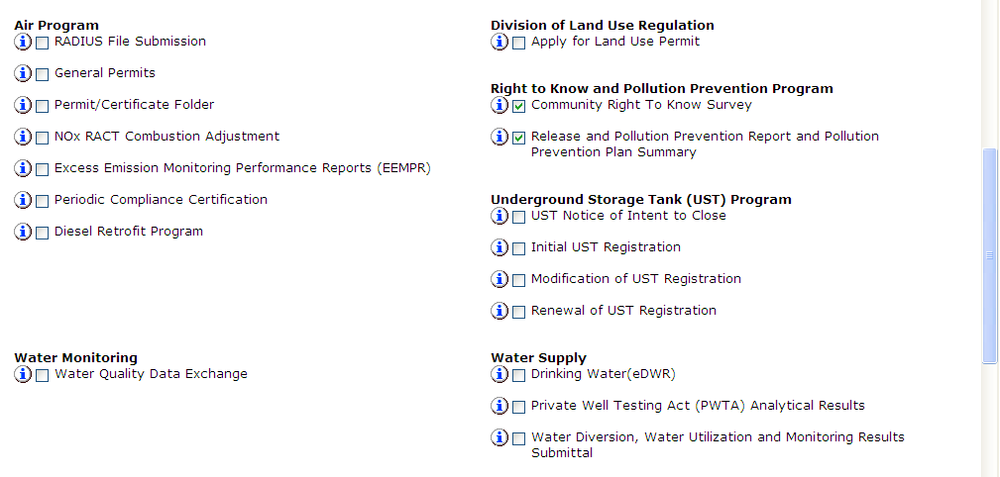 Air Program
RADIUS File Submission
General Permits
Permit/Certificate Folder
NOx RACT Combustion Adjustment
Excess Emission Monitoring Performance Reports (EEMPR)
Periodic Compliance Certification
Diesel Retrofit Program
Division of Land Use Regulation
Apply for Land Use Permit
Right to Know and Pollution Prevention Program
Community Right To Know Survey
Release and Pollution Prevention Report and Pollution
Prevention Plan Summary
Underground Storage Tank (UST) Program
UST Notice of Intent to Close
Initial UST Registration
Modification of UST Registration
Renewal of UST Registration
Water Monitoring
Water Quality Data Exchange
Water Supply
Drinking Water(eDWR)
Private Well Testing Act (PWTA) Analytical Results
Water Diversion, Water Utilization and Monitoring Results
Submittal